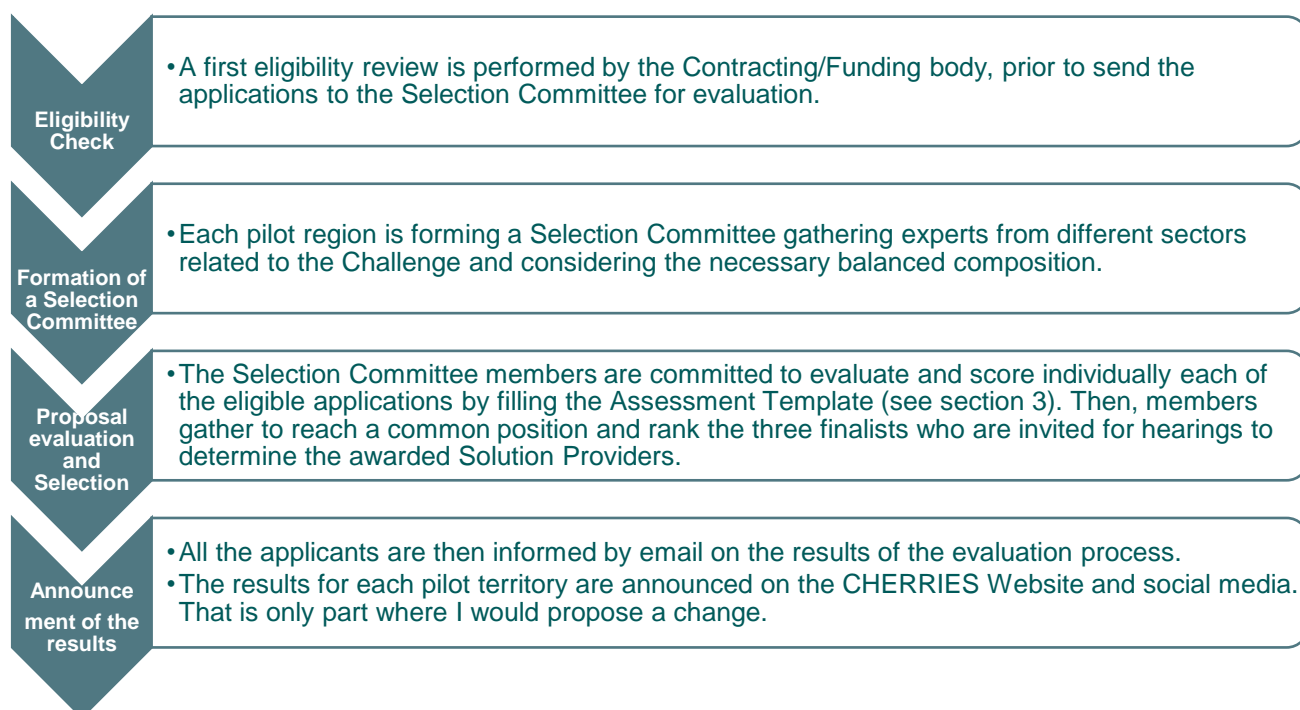 Eligibility
Check
•A first eligibility review is performed by the Contracting/Funding body, prior to send the
applications to the Selection Committee for evaluation.
Formation of
a Selection
Committee
•Each pilot region is forming a Selection Committee gathering experts from different sectors
related to the Challenge and considering the necessary balanced composition.
Proposal
evaluation
and
Selection
•The Selection Committee members are committed to evaluate and score individually each of
the eligible applications by filling the Assessment Template (see section 3). Then, members
gather to reach a common position and rank the three finalists who are invited for hearings to
determine the awarded Solution Providers.
Announce
ment of the
results
•All the applicants are then informed by email on the results of the evaluation process.
•The results for each pilot territory are announced on the CHERRIES Website and social media.
That is only part where I would propose a change.